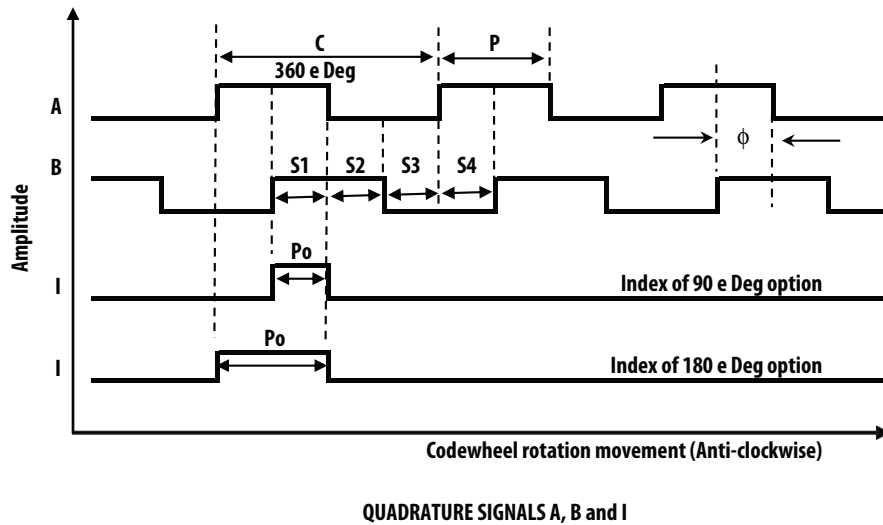 C
P
360 e Deg
A
ϕ
B
S1 S2 S3 S4
Amplitude
Po
I
Index of 90 e Deg option
Po
I
Index of 180 e Deg option
Codewheel rotation movement (Anti-clockwise)
QUADRATURE SIGNALS A, B and I